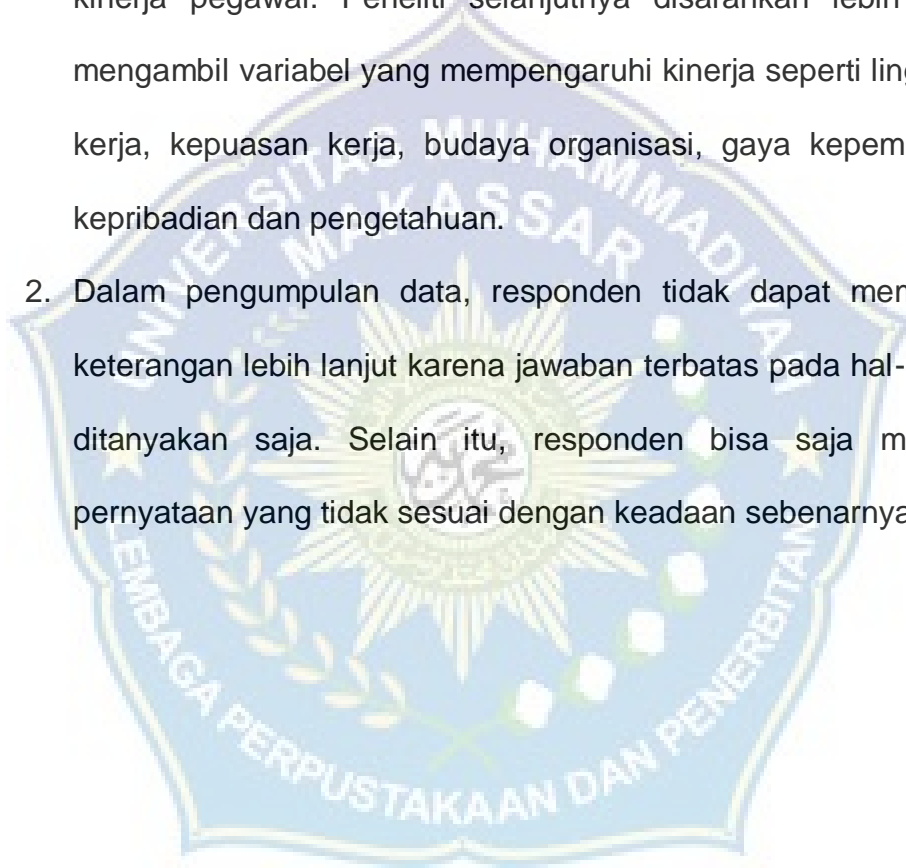 kinerja pegawai. Peneliti selanjutnya disarankan lebih
mengambil variabel yang mempengaruhi kinerja seperti ling
kerja, kepuasan kerja, budaya organisasi, gaya kepem
kepribadian dan pengetahuan.
2. Dalam pengumpulan data, responden tidak dapat mem
keterangan lebih lanjut karena jawaban terbatas pada hal-
ditanyakan saja. Selain itu, responden bisa saja m
pernyataan yang tidak sesuai dengan keadaan sebenarnya
UNIVERSITAS MUHAMMADIYAH
MAKASSAR
LEMBAGA PERPUSTAKAAN DAN PENERBITAN